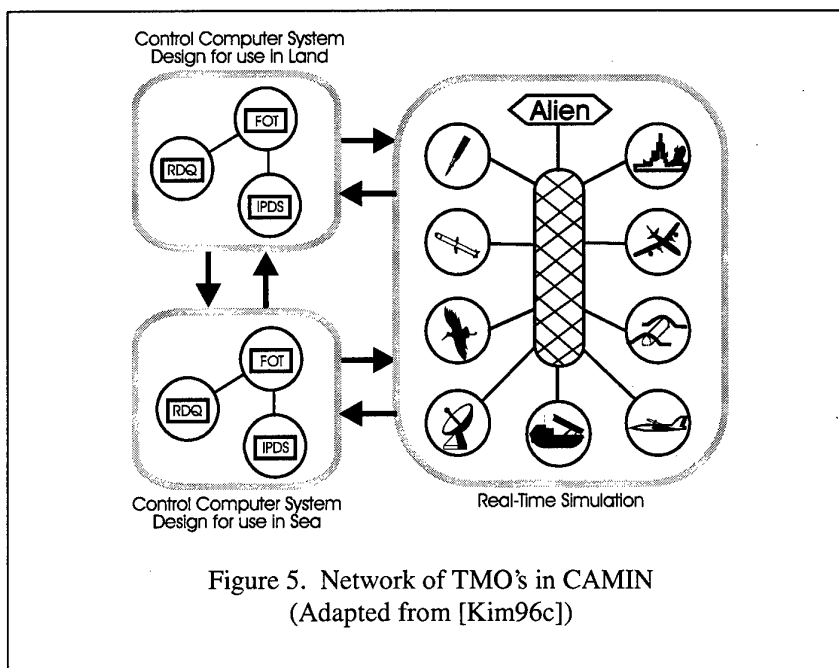 Control Computer System
Design for use in Land
FOT
RDQ
IPDS
Alien
FOT
RDQ
IPDS
Control Computer System
Design for use in Sea
Real-Time Simulation
Figure 5. Network of TMO's in CAMIN
(Adapted from [Kim96c])